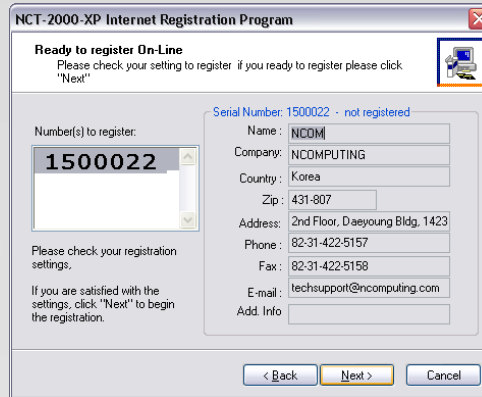 NCT-2000-XP Internet Registration Program
Ready to register On-Line
Please check your setting to register if you ready to register please click
"Next"
Number(s) to register:
1500022
Please check your registration
settings,
If you are satisfied with the
settings, click "Next" to begin
the registration.
Serial Number: 1500022 - not registered
Name : NCOM
Company: NCOMPUTING
Country : Korea
Zip : 431-807
Address: 2nd Floor, Daeyoung Bldg, 1423
Phone : 82-31-422-5157
Fax : 82-31-422-5158
E-mail : techsupport@ncomputing.com
Add. Info
< Back
Next >
Cancel